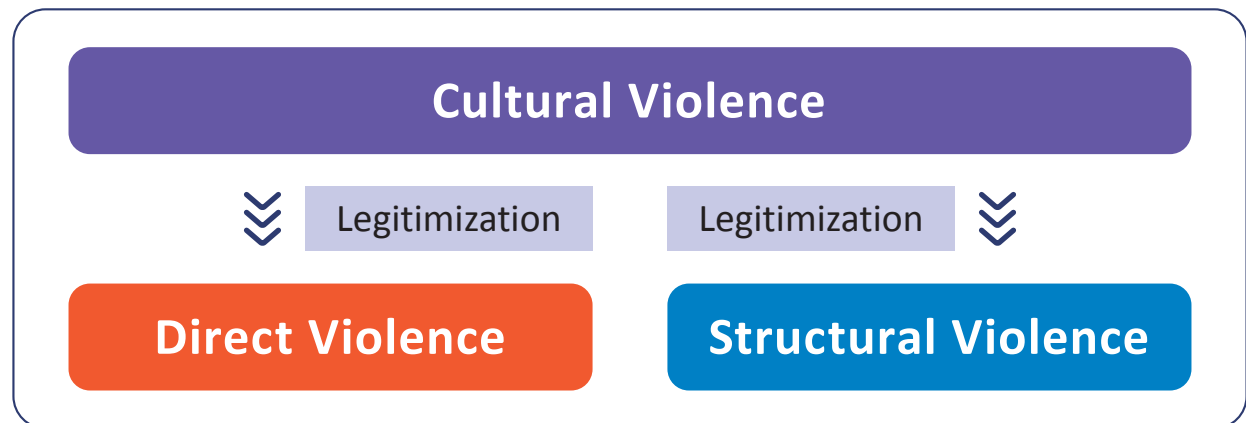 Cultural Violence
Legitimization
Legitimization
Direct Violence
Structural Violence